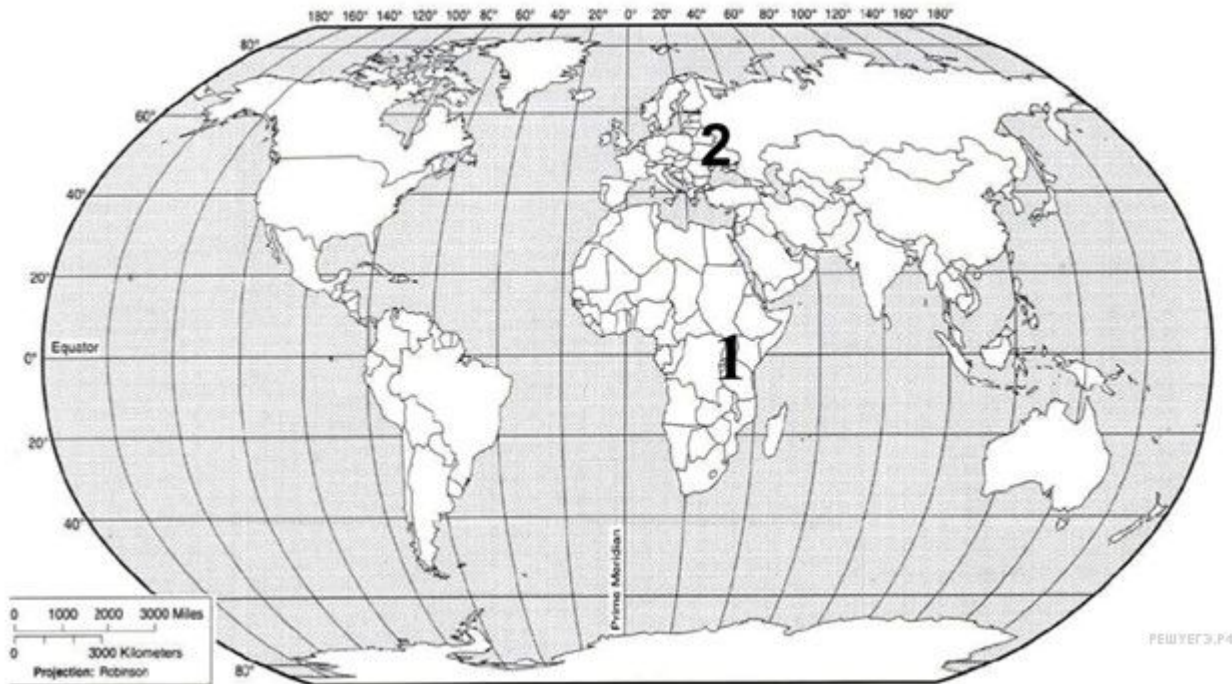 180° 160° 140° 120° 100° 80° 60° 40° 20° 0° 20° 40° 60° 80° 100° 120° 140° 160° 180°
80°
60°
2
40°
20°
Equator
0°
1
20°
40°
Prime Meridian
0 1000 2000 3000 Miles
0 3000 Kilometers
Projection: Robinson
80°
РЕШУЕГЭ.РФ